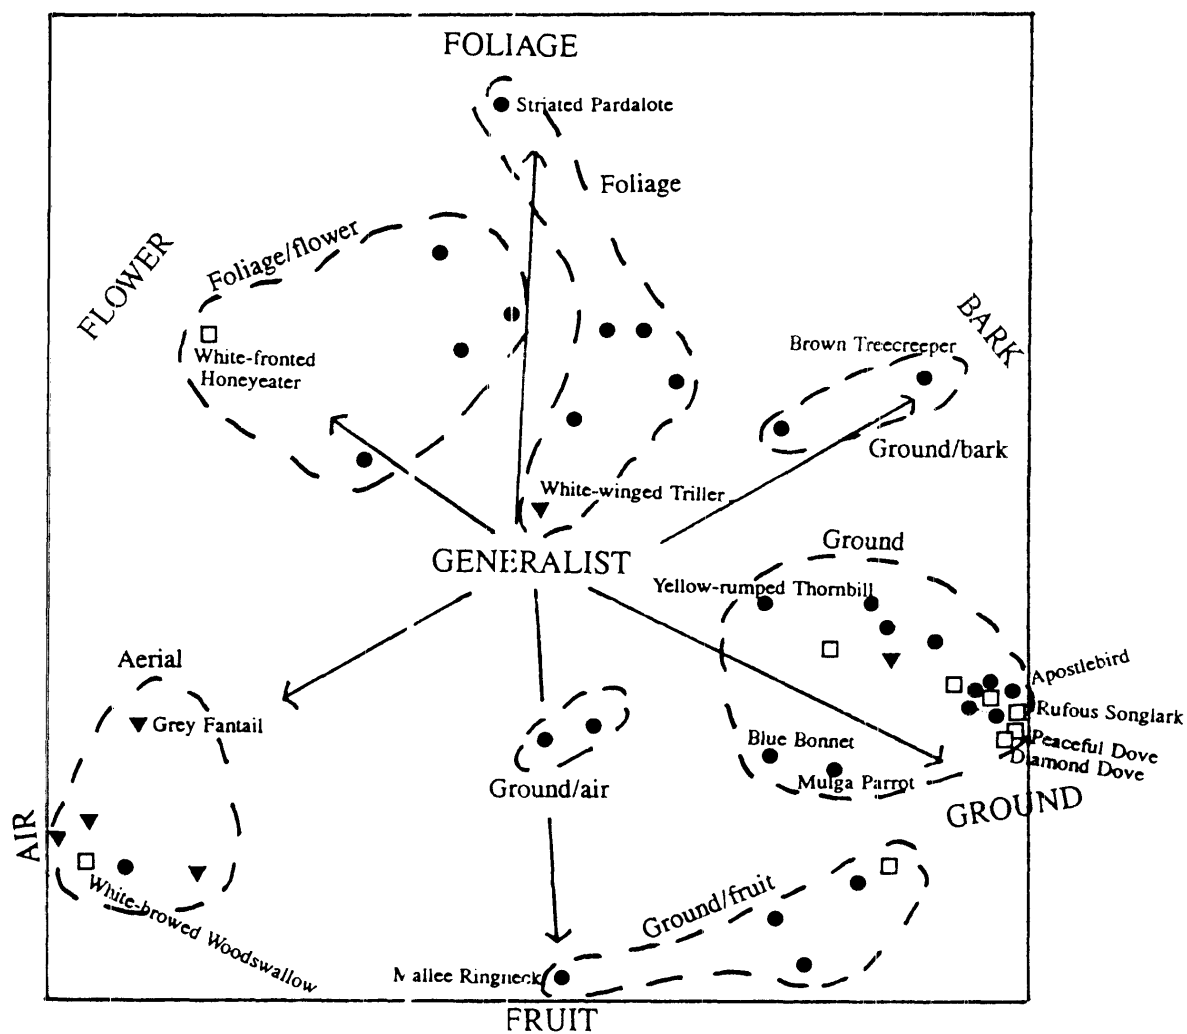 FOLIAGE
Striated Pardalote
Foliage
Foliage/flower
FLOWER
White-fronted
Honeyeater
BARK
Brown Treecreeper
Ground/bark
White-winged Triller
GENERALIST
Ground
Yellow-rumped Thornbill
Aerial
Grey Fantail
Apostlebird
Rufous Songlark
Peaceful Dove
Diamond Dove
Blue Bonnet
Mulga Parrot
Ground/air
GROUND
AIR
White-browed Woodswallow
Ground/fruit
Mallee Ringneck
FRUIT